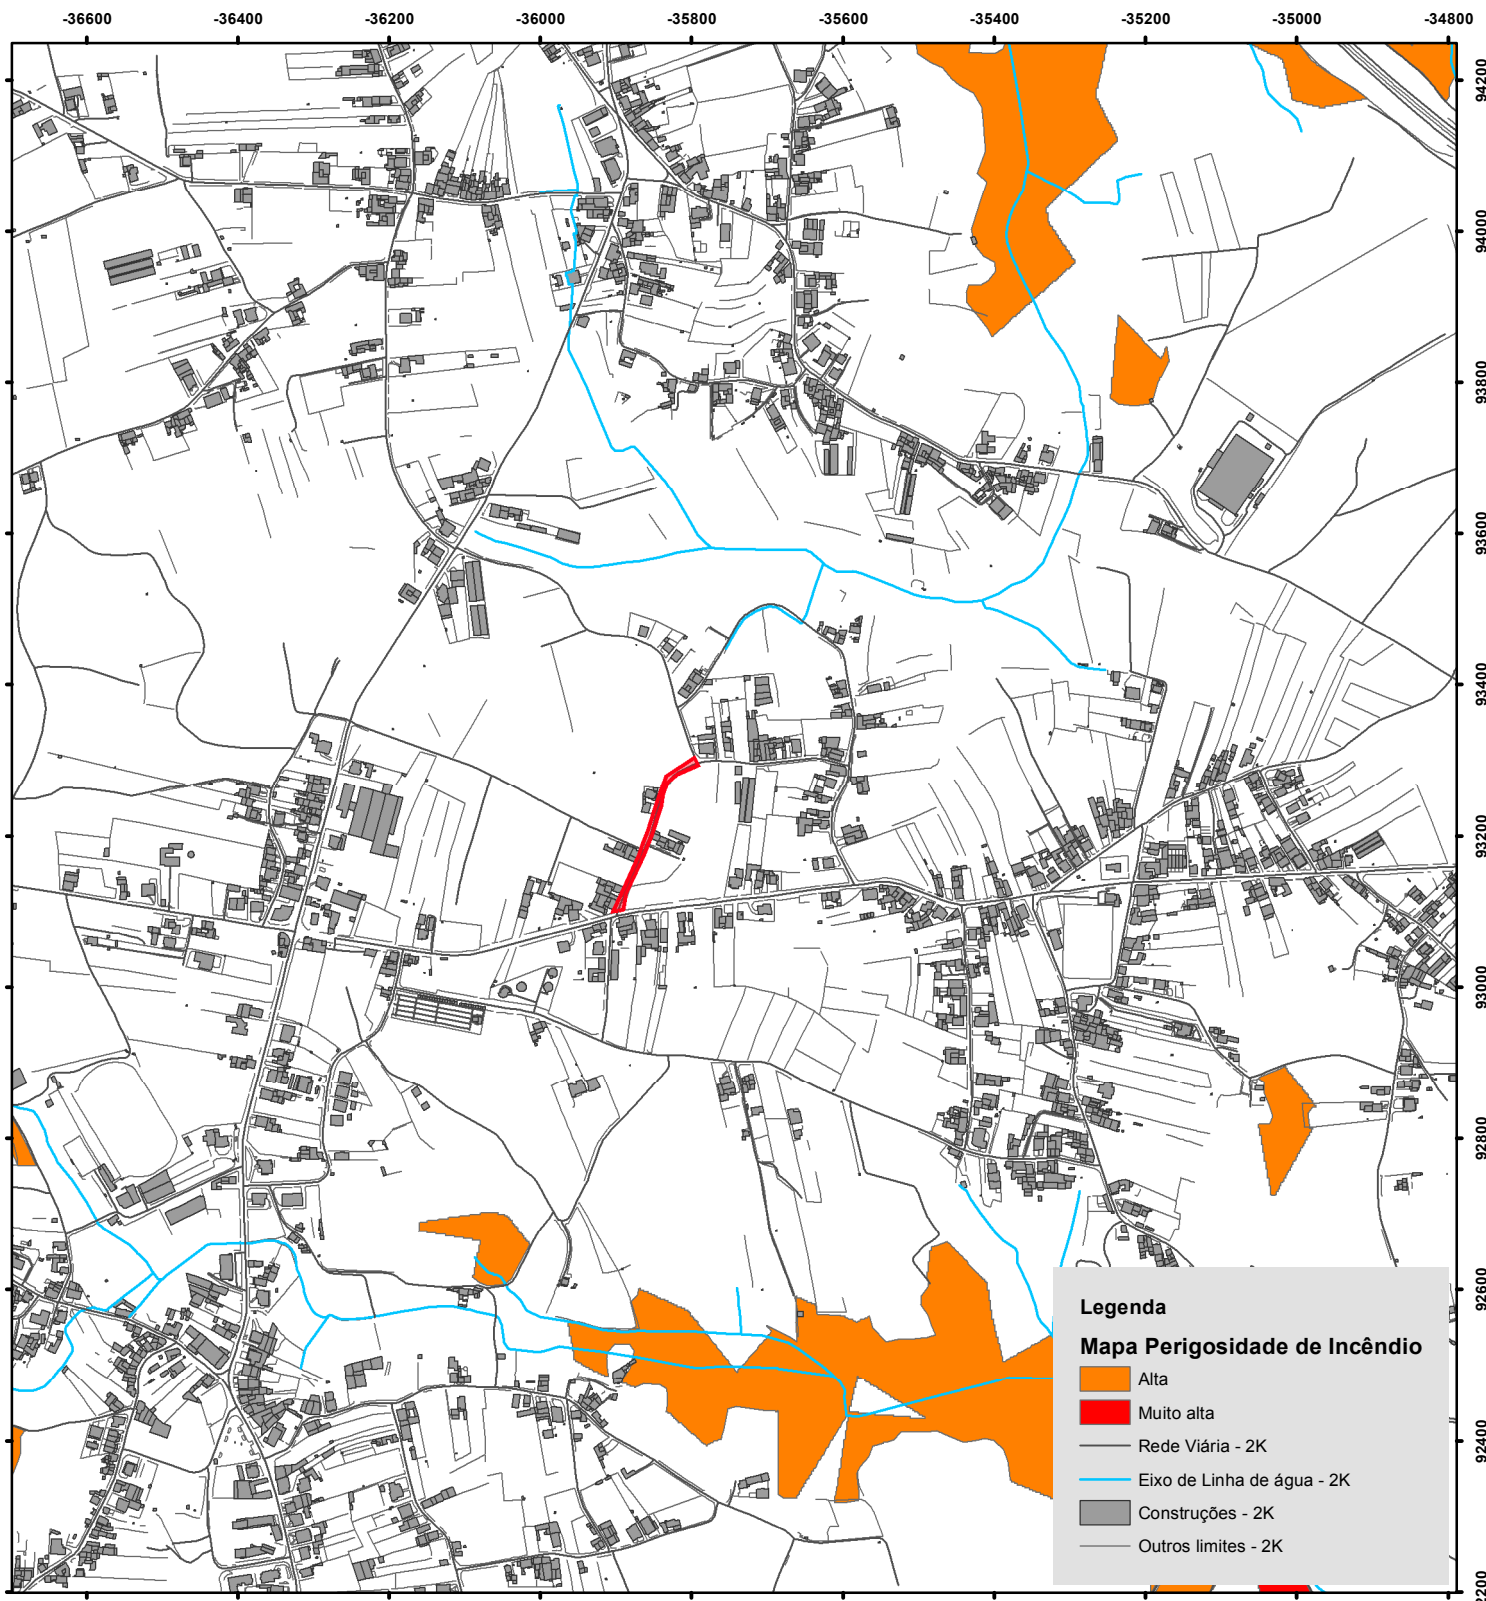 -36600 -36400 -36200 -36000 -35800 -35600 -35400 -35200 -35000 -34800
94200
94000
93800
93600
93400
93200
93000
92800
92600
92400
2200
Legenda
Mapa Perigosidade de Incêndio
Alta
Muito alta
Rede Viária - 2K
Eixo de Linha de água - 2K
Construções - 2K
Outros limites - 2K